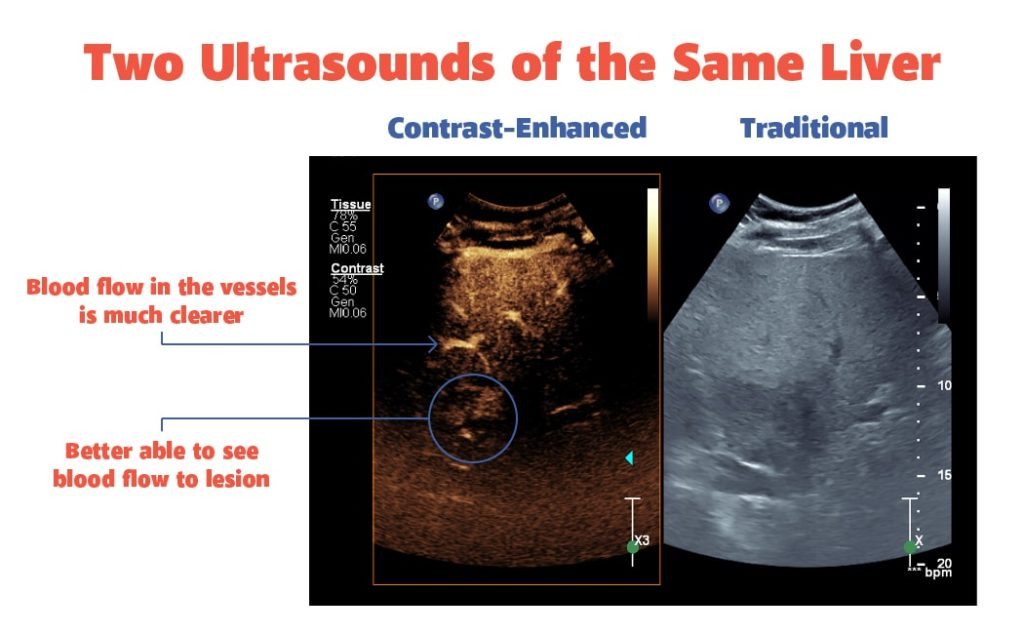 Two Ultrasounds of the Same Liver
Contrast-Enhanced
Traditional
Tissue
78%
C 55
Gen
MI0.06
Contrast
54%
C 50
Gen
MI0.06
Blood flow in the vessels
is much clearer
Better able to see
blood flow to lesion
P
X3
P
10
15
X
20
*** bpm